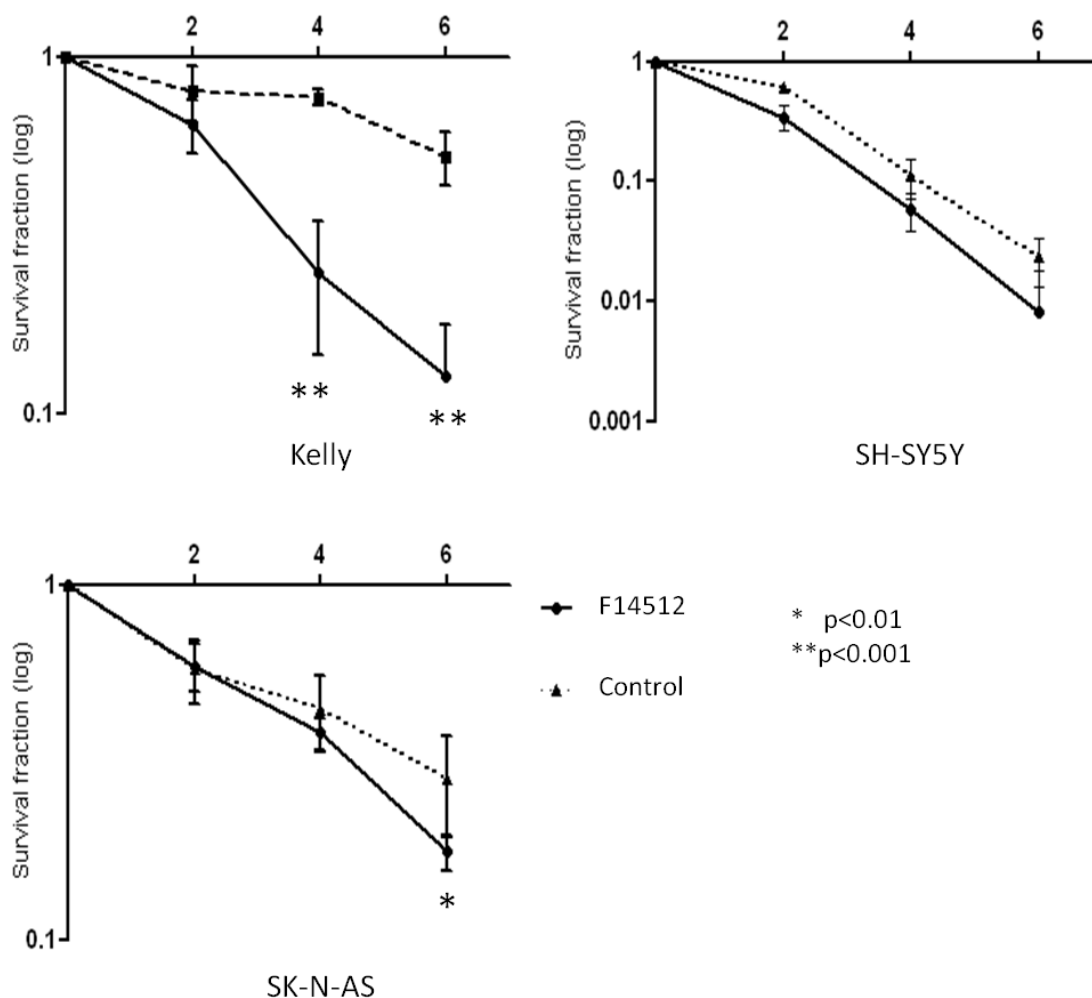 2 4 6
1
Survival fraction (log)
0.1
**
**
Kelly
2 4 6
1
Survival fraction (log)
0.1
0.01
0.001
SH-SY5Y
2 4 6
1
Survival fraction (log)
0.1
*
SK-N-AS
F14512
Control
* p<0.01
**p<0.001